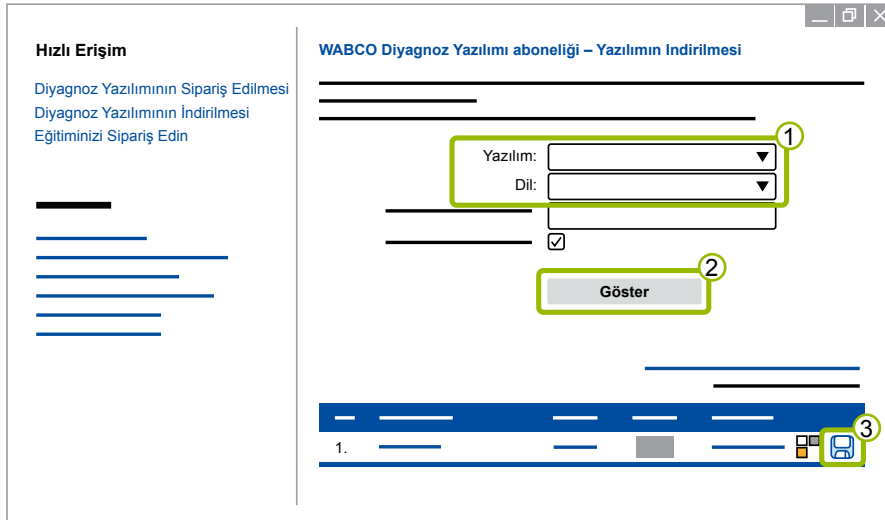 Hızlı Erişim
Diyagnoz Yazılımının Sipariş Edilmesi
Diyagnoz Yazılımının İndirilmesi
Eğitiminizi Sipariş Edin
WABCO Diyagnoz Yazılımı aboneliği – Yazılımın Indirilmesi
1
Yazılım:
Dil:
2
Göster
3
1.